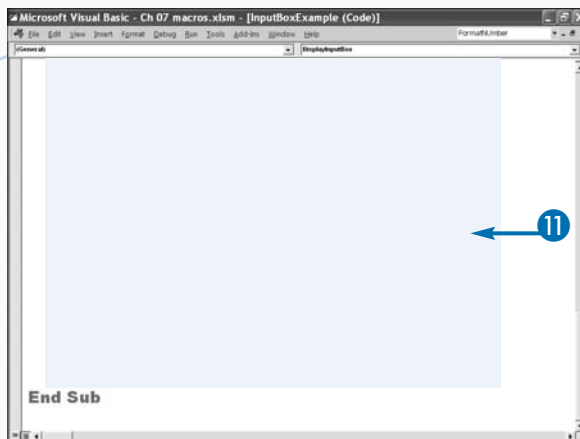 Microsoft Visual Basic - Ch 07 macros.xlsm - [InputBoxExample (Code)]
File Edit View Insert Format Debug Run Tools Add-Ins Window Help FormatNumber
(General) DisplayInputBox
11
End Sub